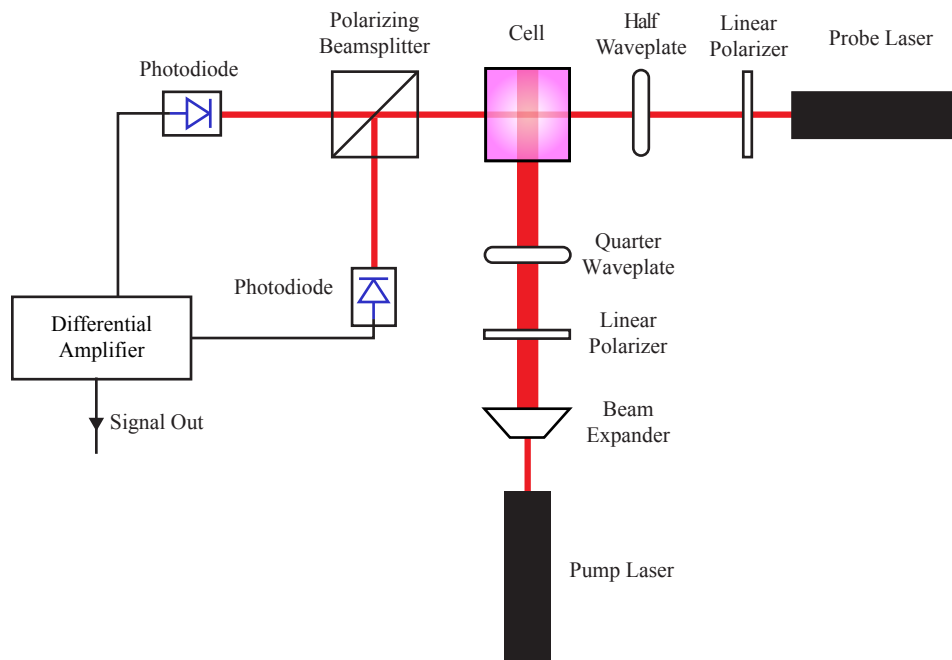 Polarizing
Beamsplitter
Cell
Half
Waveplate
Linear
Polarizer
Probe Laser
Photodiode
Quarter
Waveplate
Photodiode
Differential
Amplifier
Linear
Polarizer
Signal Out
Beam
Expander
Pump Laser